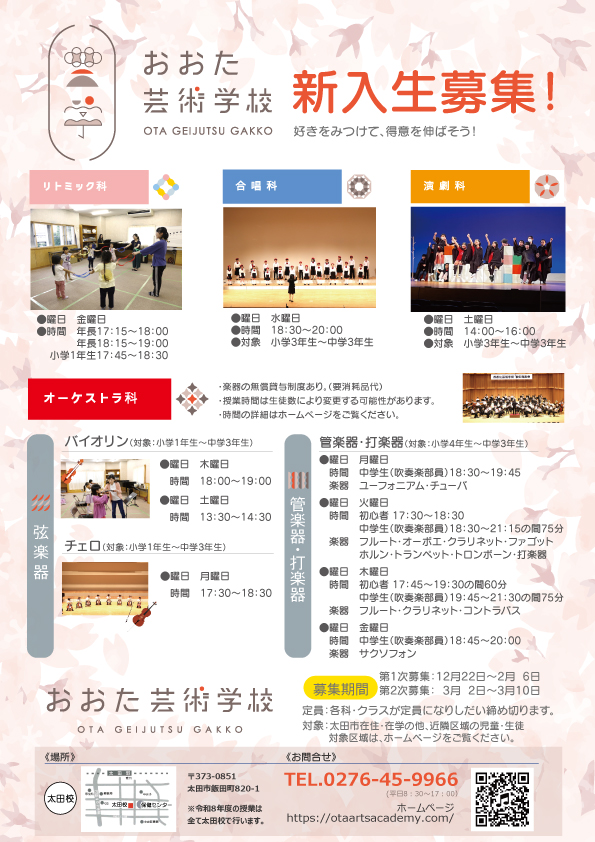 おおた
芸術学校
OTA GEIJUTSU GAKKO
新入生募集！
好きをみつけて、得意を伸ばそう！
リトミック科
●曜日　金曜日
●時間　年長17:15～18:00
年長18:15～19:00
小学1年生17:45～18:30
合唱科
●曜日　水曜日
●時間　18:30～20:00
●対象　小学3年生～中学3年生
演劇科
●曜日　土曜日
●時間　14:00～16:00
●対象　小学3年生～中学3年生
オーケストラ科
・楽器の無償貸与制度あり。（要消耗品代）
・授業時間は生徒数により変更する可能性があります。
・時間の詳細はホームページをご覧ください。
弦楽器
バイオリン（対象：小学1年生～中学3年生）
●曜日　木曜日
時間　18:00～19:00
●曜日　土曜日
時間　13:30～14:30
チェロ（対象：小学1年生～中学3年生）
●曜日　月曜日
時間　17:30～18:30
管楽器・打楽器
管楽器・打楽器（対象：小学4年生～中学3年生）
●曜日　月曜日
時間　中学生（吹奏楽部員）18:30～19:45
楽器　ユーフォニアム・チューバ
●曜日　火曜日
時間　初心者 17:30～18:30
中学生（吹奏楽部員）18:30～21:15の間75分
楽器　フルート・オーボエ・クラリネット・ファゴット
ホルン・トランペット・トロンボーン・打楽器
●曜日　木曜日
時間　初心者 17:45～19:30の間60分
中学生（吹奏楽部員）19:45～21:30の間75分
楽器　フルート・クラリネット・コントラバス
●曜日　金曜日
時間　中学生（吹奏楽部員）18:45～20:00
楽器　サクソフォン
おおた芸術学校
OTA GEIJUTSU GAKKO
募集期間
第1次募集：12月22日～2月 6日
第2次募集： 3月 2日～3月10日
定員：各科・クラスが定員になりしだい締め切ります。
対象：太田市在住・在学の他、近隣区域の児童・生徒
対象区域は、ホームページをご覧ください。
《場所》
太田校
太田校
保健センター
〒373-0851
太田市飯田町820-1
※令和8年度の授業は
全て太田校で行います。
《お問合せ》
TEL.0276-45-9966
（平日8：30～17：00）
ホームページ
https://otaartsacademy.com/